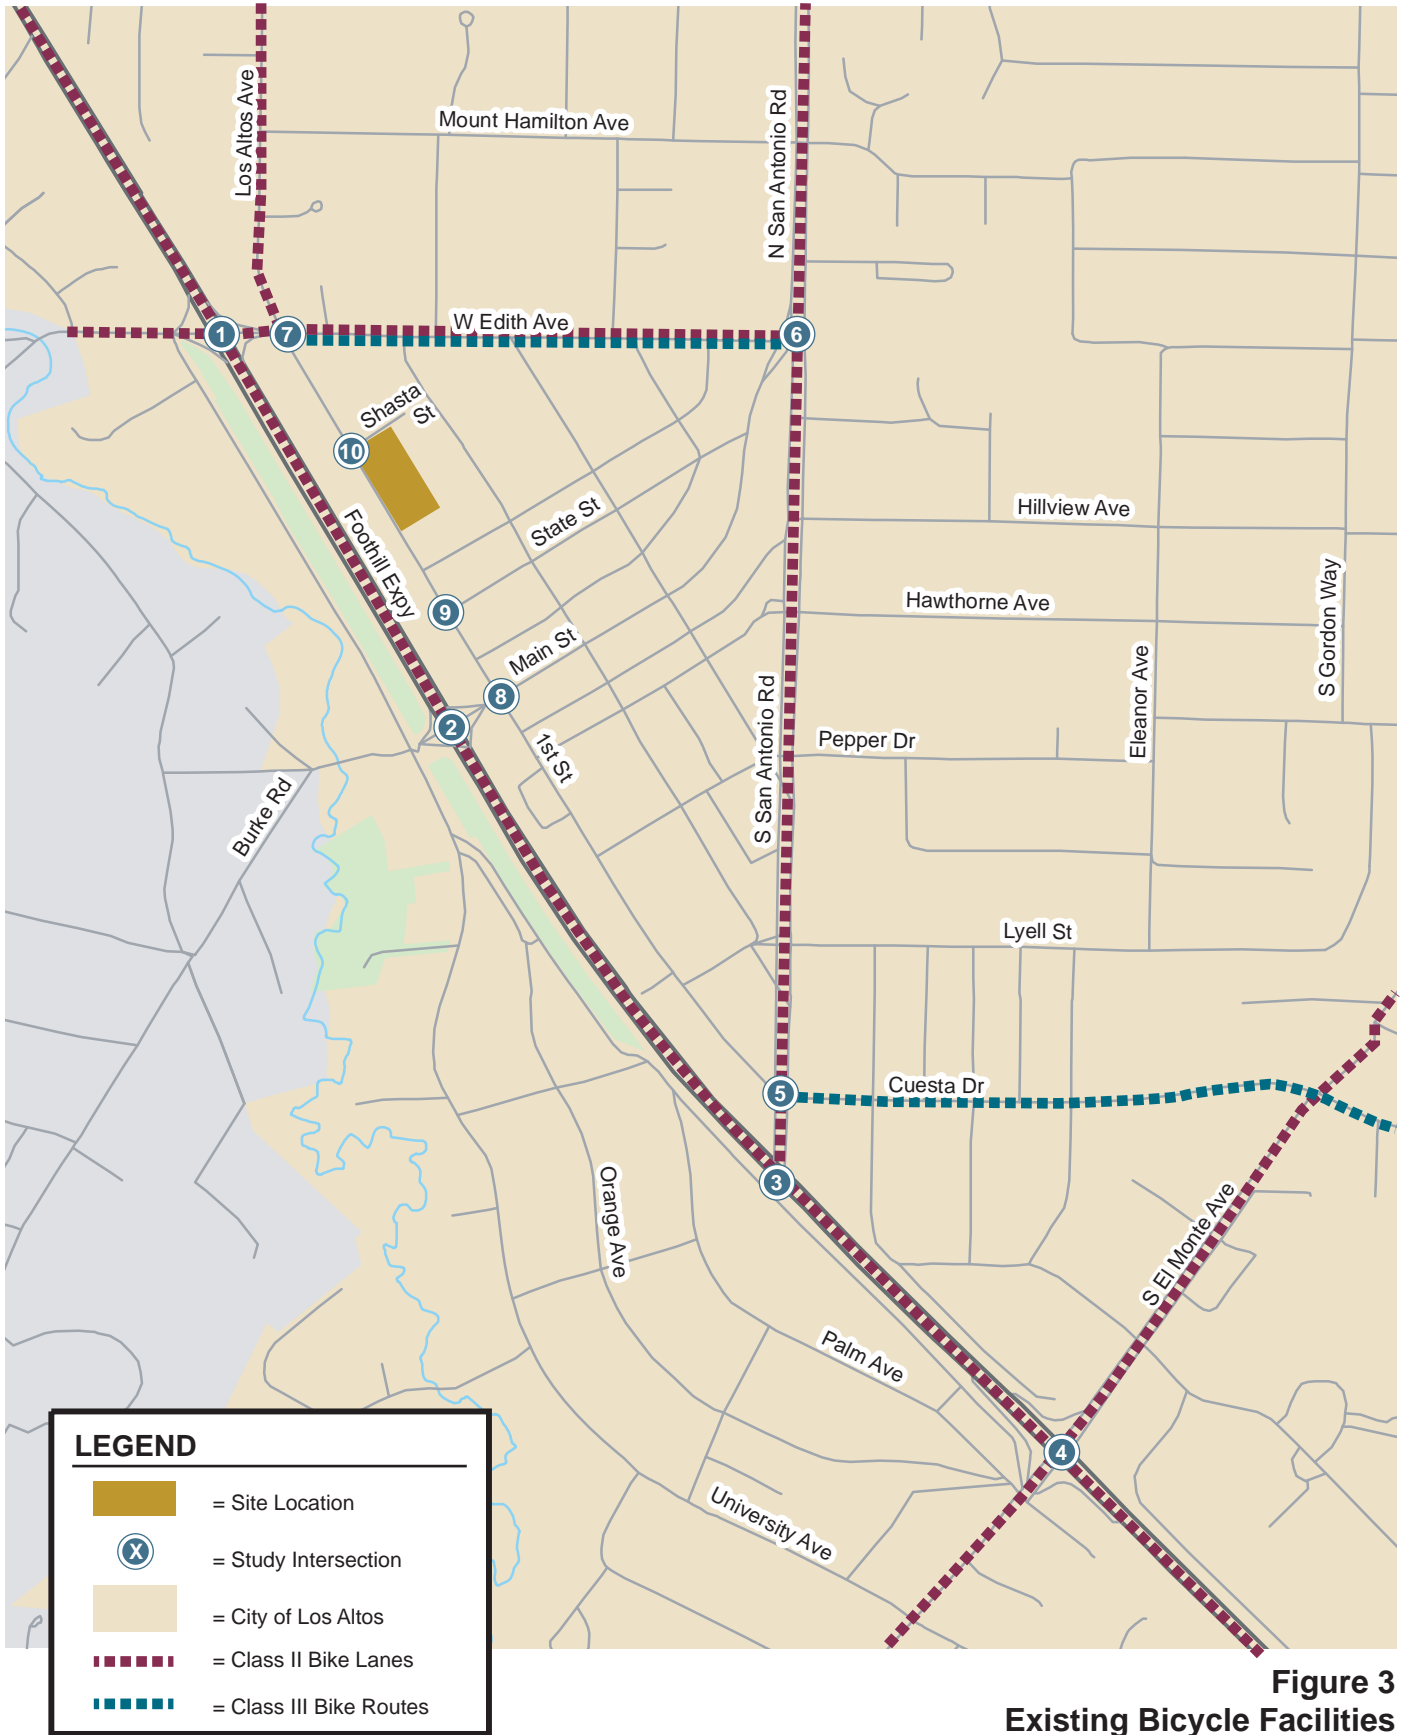 Los Altos Ave
Mount Hamilton Ave
N San Antonio Rd
W Edith Ave
1
7
6
Shasta
St
10
State St
Foothill Expy
Hillview Ave
S Gordon Way
Hawthorne Ave
9
Main St
Eleanor Ave
8
S San Antonio Rd
2
1st St
Pepper Dr
Burke Rd
Lyell St
Cuesta Dr
5
3
Orange Ave
S El Monte Ave
Palm Ave
4
University Ave
LEGEND
= Site Location
X
= Study Intersection
= City of Los Altos
= Class II Bike Lanes
= Class III Bike Routes
Figure 3
Existing Bicycle Facilities